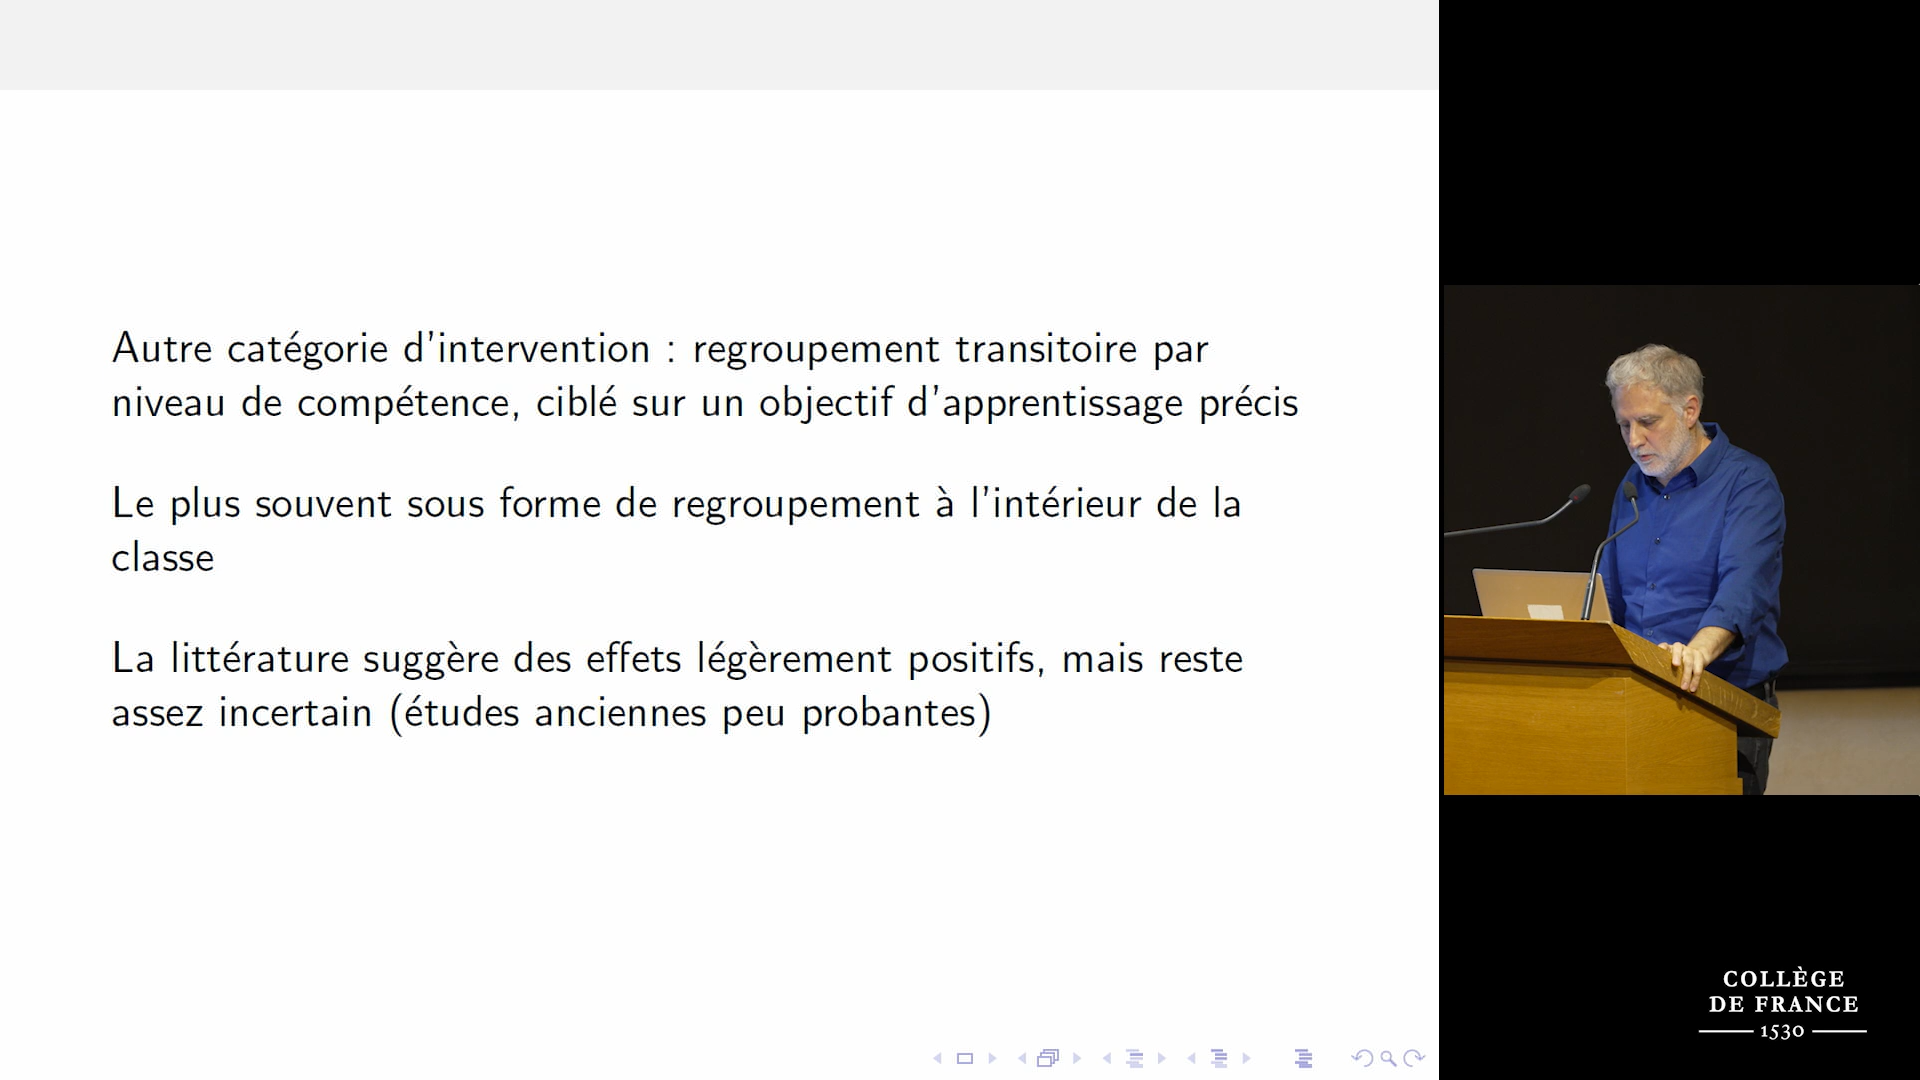 Autre catégorie d'intervention : regroupement transitoire par
niveau de compétence, ciblé sur un objectif d'apprentissage précis
Le plus souvent sous forme de regroupement à l'intérieur de la
classe
La littérature suggère des effets légèrement positifs, mais reste
assez incertain (études anciennes peu probantes)
COLLÈGE
DE FRANCE
1530